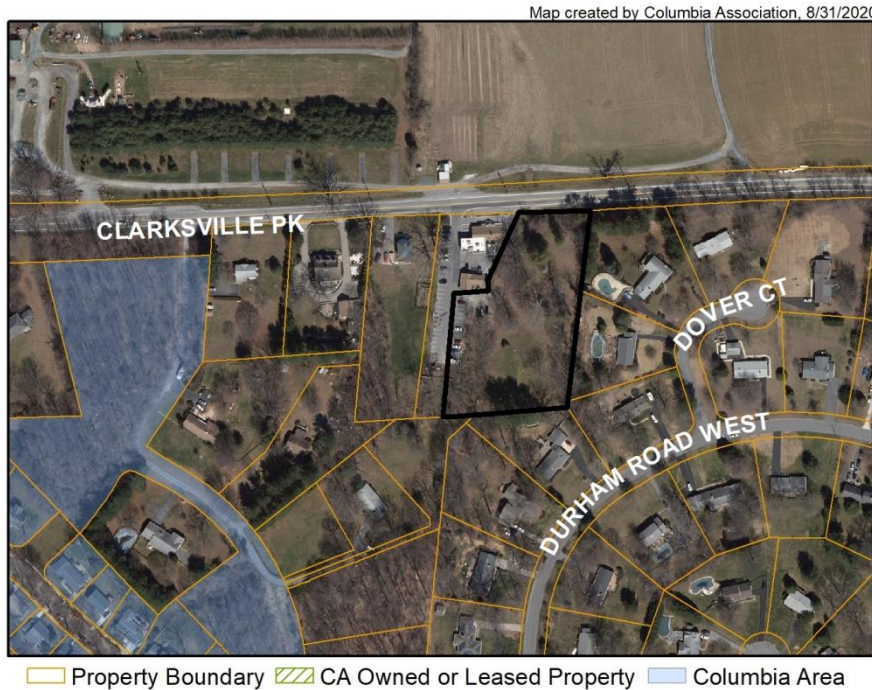 Map created by Columbia Association, 8/31/2020
CLARKSVILLE PK
DOVER CT
DURHAM ROAD WEST
Property Boundary CA Owned or Leased Property Columbia Area